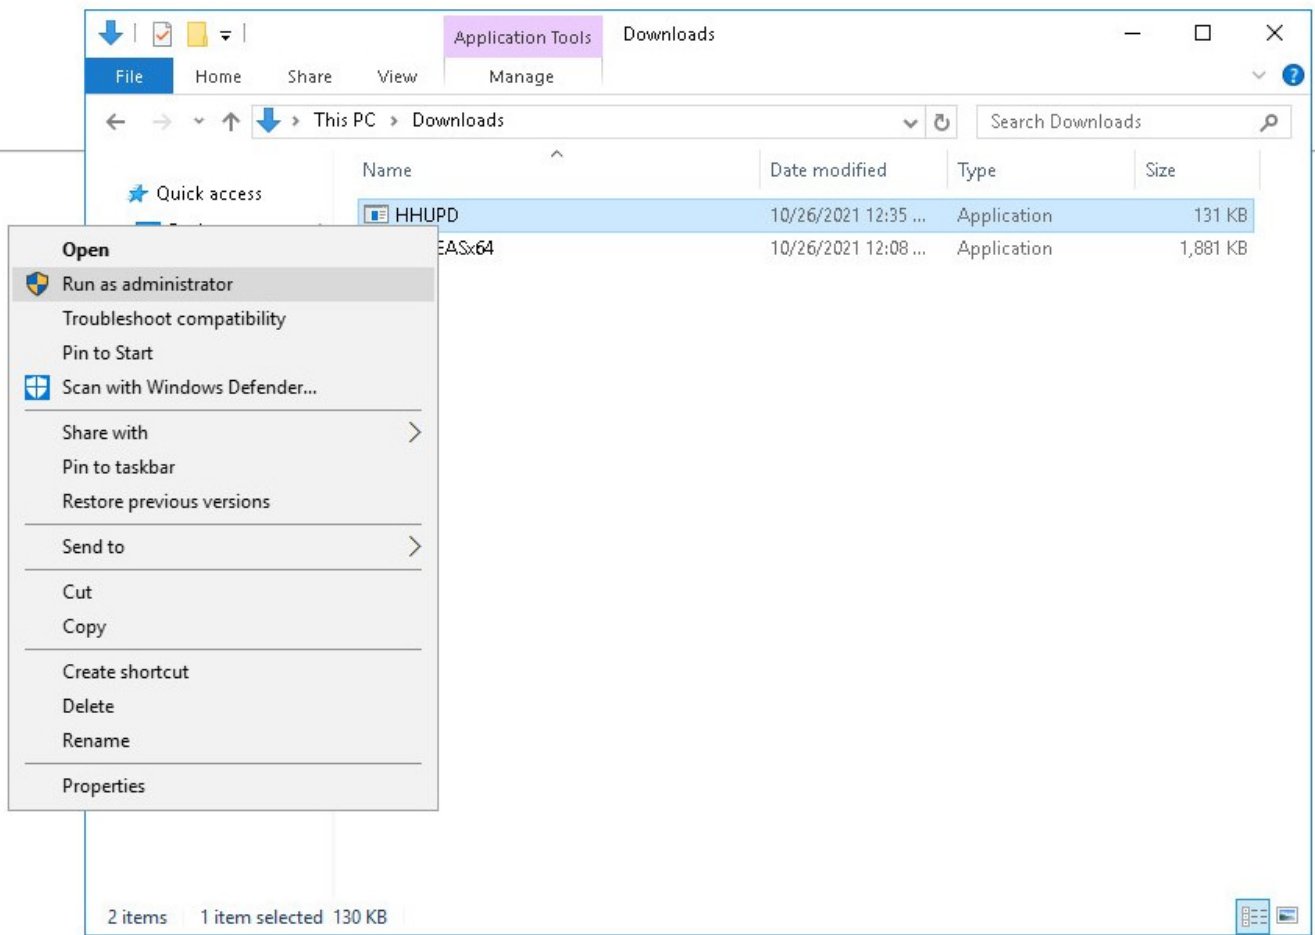 Application Tools Downloads
File Home Share View Manage
This PC Downloads Search Downloads
Name Date modified Type Size
Quick access
HHUPD 10/26/2021 12:35 ... Application 131 KB
EASx64 10/26/2021 12:08 ... Application 1,881 KB
Open
Run as administrator
Troubleshoot compatibility
Pin to Start
Scan with Windows Defender...
Share with
Pin to taskbar
Restore previous versions
Send to
Cut
Copy
Create shortcut
Delete
Rename
Properties
2 items 1 item selected 130 KB